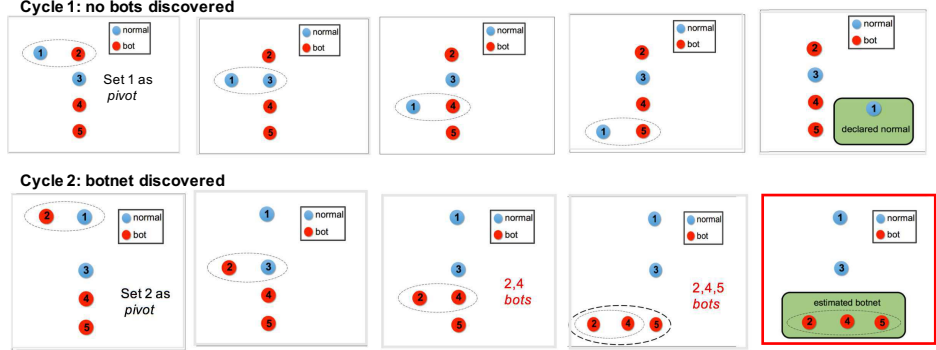 Cycle 1: no bots discovered
normal
bot
1
2
3
4
5
Set 1 as
pivot
normal
bot
2
1
3
4
5
normal
bot
2
3
1
4
5
normal
bot
2
3
4
1
5
normal
bot
2
3
4
5
1
declared normal
Cycle 2: botnet discovered
normal
bot
2
1
3
4
5
Set 2 as
pivot
normal
bot
1
2
3
4
5
normal
bot
1
3
2
4
5
2,4
bots
normal
bot
1
3
2
4
5
2,4,5
bots
normal
bot
1
3
estimated botnet
2
4
5